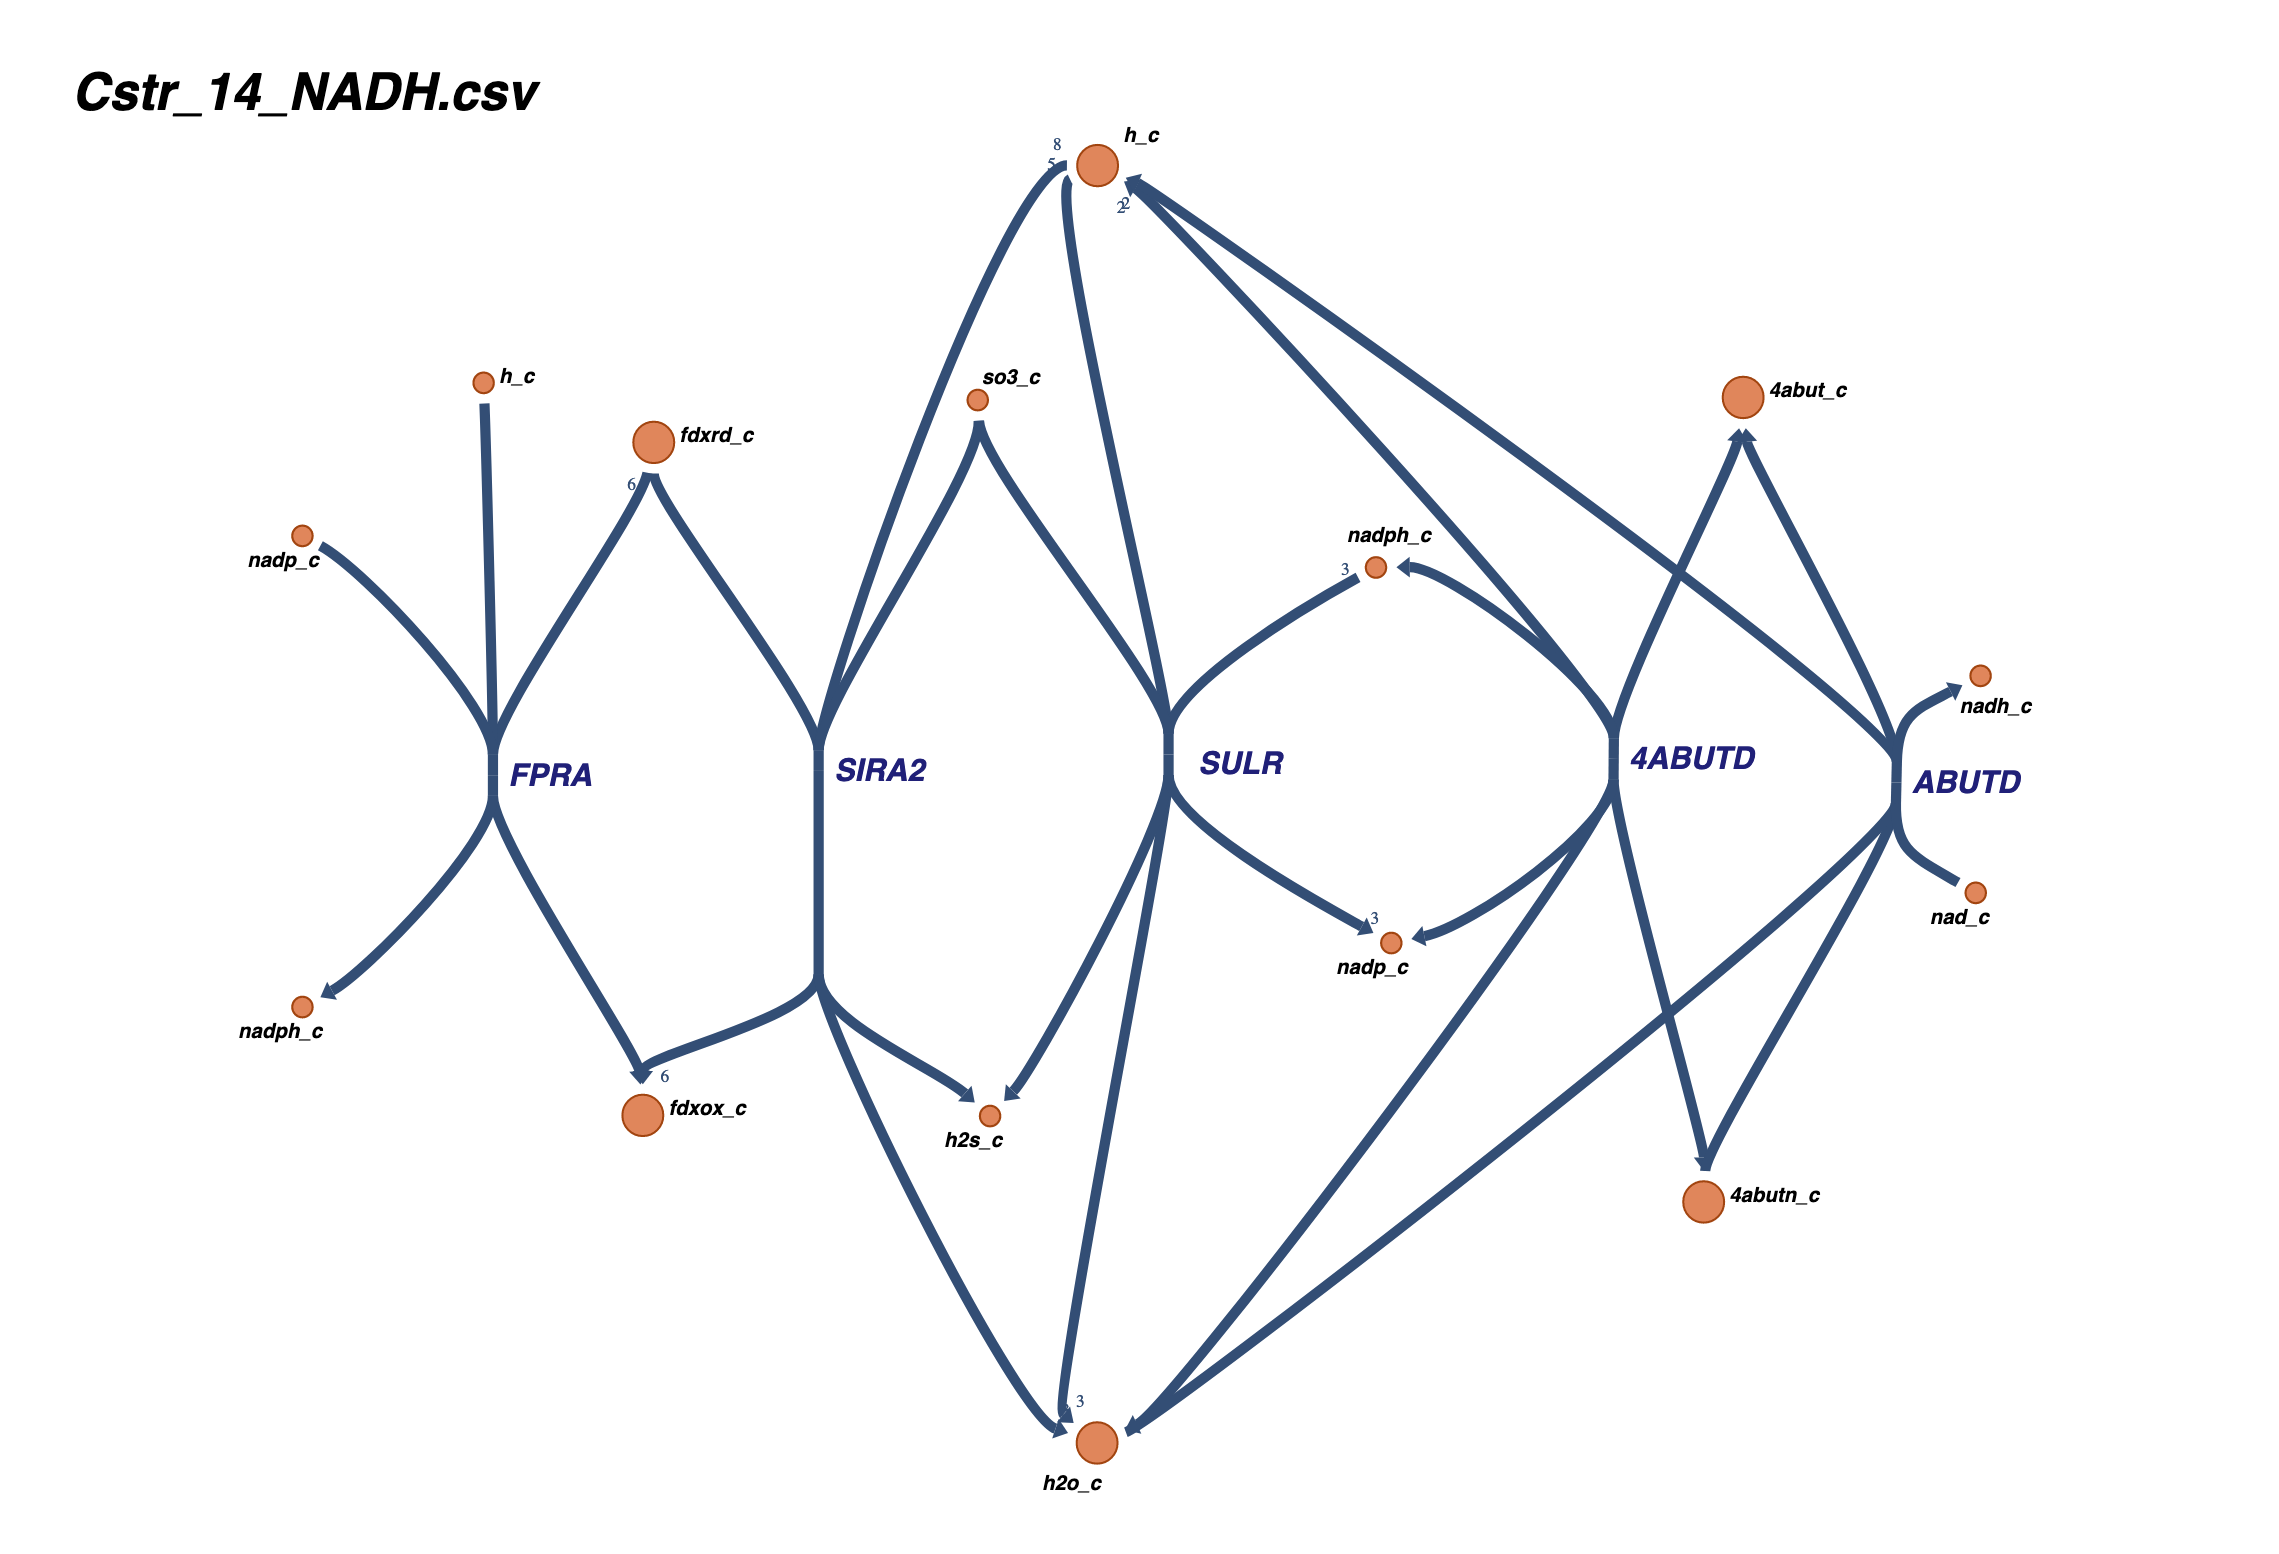 Cstr_14_NADH.csv
8
h_c
5
2
2
h_c
so3_c
4abut_c
fdxrd_c
6
nadp_c
nadph_c
3
nadh_c
FPRA
SIRA2
SULR
4ABUTD
ABUTD
3
nad_c
nadp_c
nadph_c
6
fdxox_c
h2s_c
4abutn_c
3
h2o_c